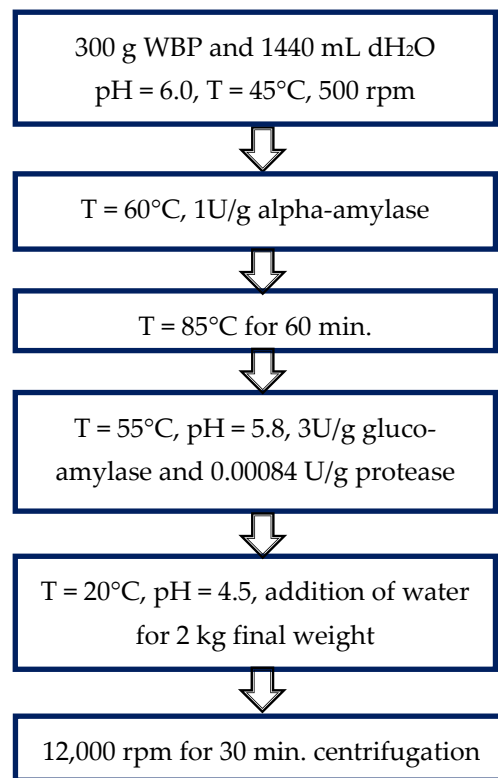 300 g WBP and 1440 mL dH₂O
pH = 6.0, T = 45°C, 500 rpm
T = 60°C, 1U/g alpha-amylase
T = 85°C for 60 min.
T = 55°C, pH = 5.8, 3U/g gluco-
amylase and 0.00084 U/g protease
T = 20°C, pH = 4.5, addition of water
for 2 kg final weight
12,000 rpm for 30 min. centrifugation